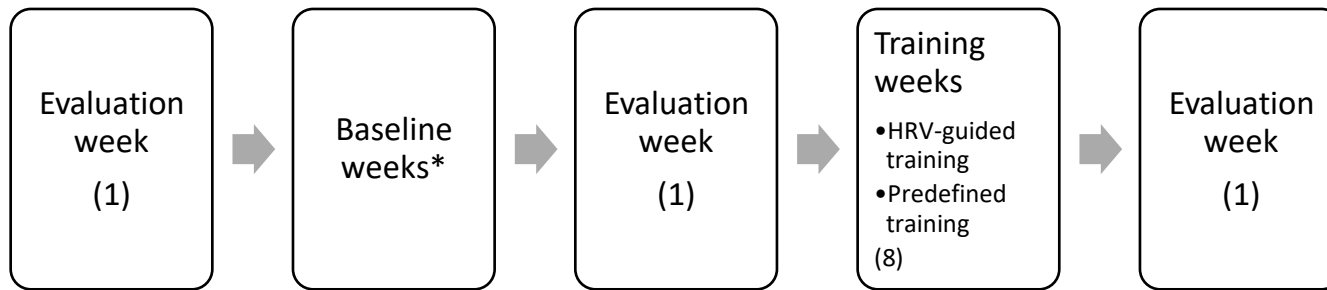 Evaluation
week
(1)
Baseline
weeks*
Evaluation
week
(1)
Training
weeks
•HRV-guided
training
•Predefined
training
(8)
Evaluation
week
(1)